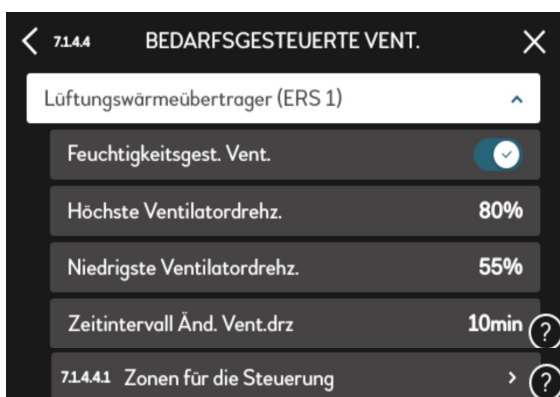 7.1.4.4 BEDARFSGESTEUERTE VENT.
Lüftungswärmeübertrager (ERS 1)
Feuchtigkeitsgest. Vent.
Höchste Ventilatordrehz. 80%
Niedrigste Ventilatordrehz. 55%
Zeitintervall Änd. Vent.drz 10min ?
7.1.4.4.1 Zonen für die Steuerung ?